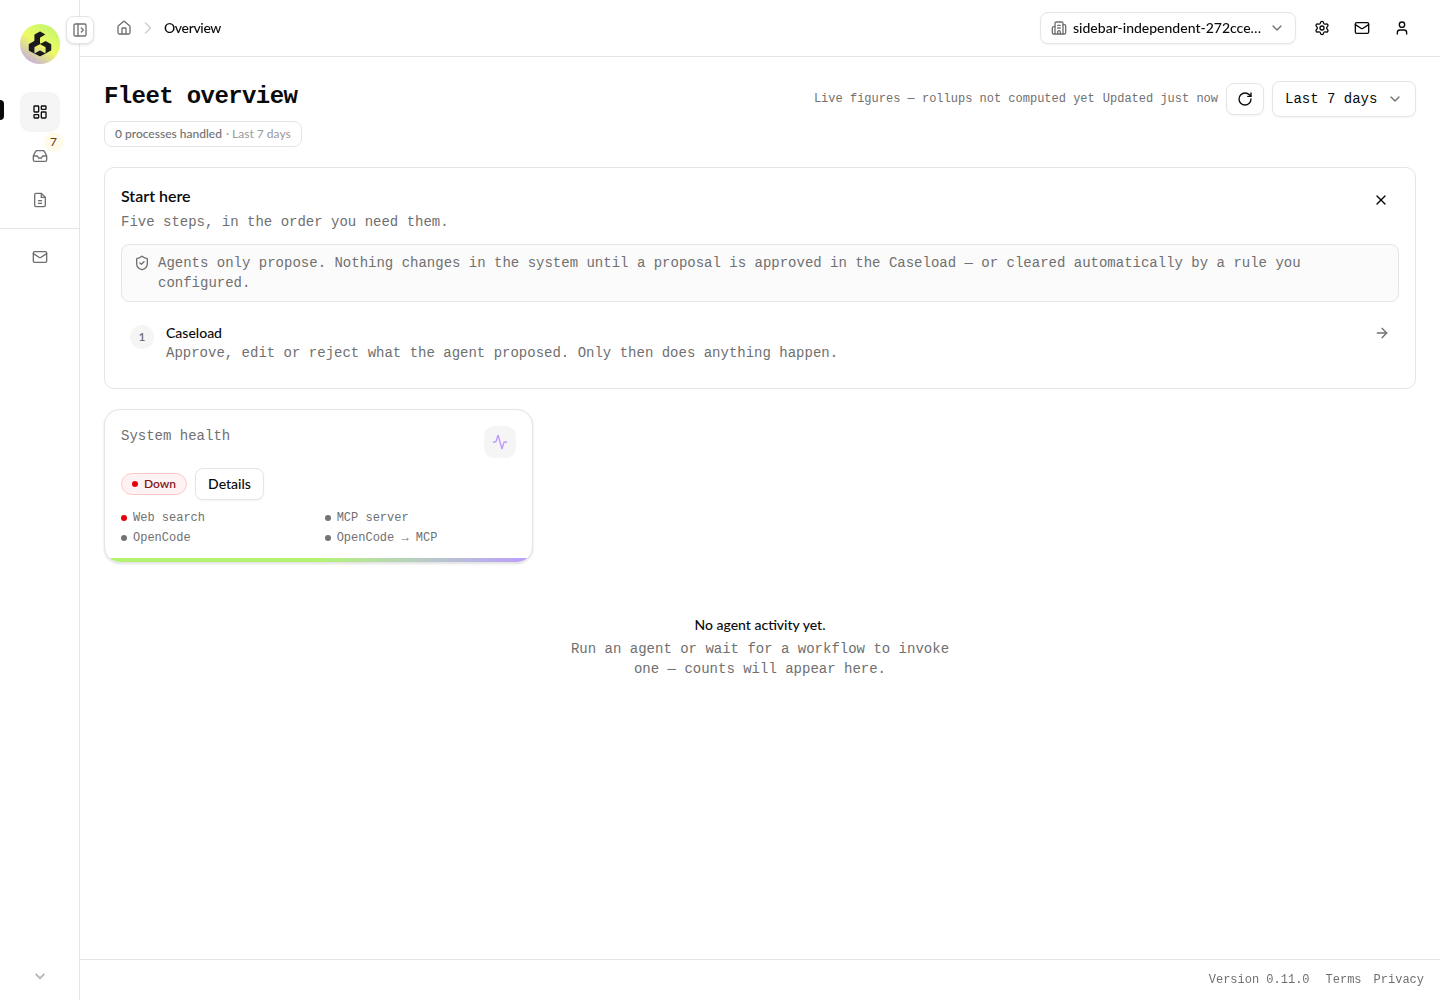 Overview
sidebar-independent-272cce...
7
Fleet overview
Live figures — rollups not computed yet Updated just now
Last 7 days
0 processes handled · Last 7 days
Start here
Five steps, in the order you need them.
Agents only propose. Nothing changes in the system until a proposal is approved in the Caseload — or cleared automatically by a rule you
configured.
1
Caseload
Approve, edit or reject what the agent proposed. Only then does anything happen.
System health
Down
Details
Web search
MCP server
OpenCode
OpenCode → MCP
No agent activity yet.
Run an agent or wait for a workflow to invoke
one — counts will appear here.
Version 0.11.0
Terms
Privacy